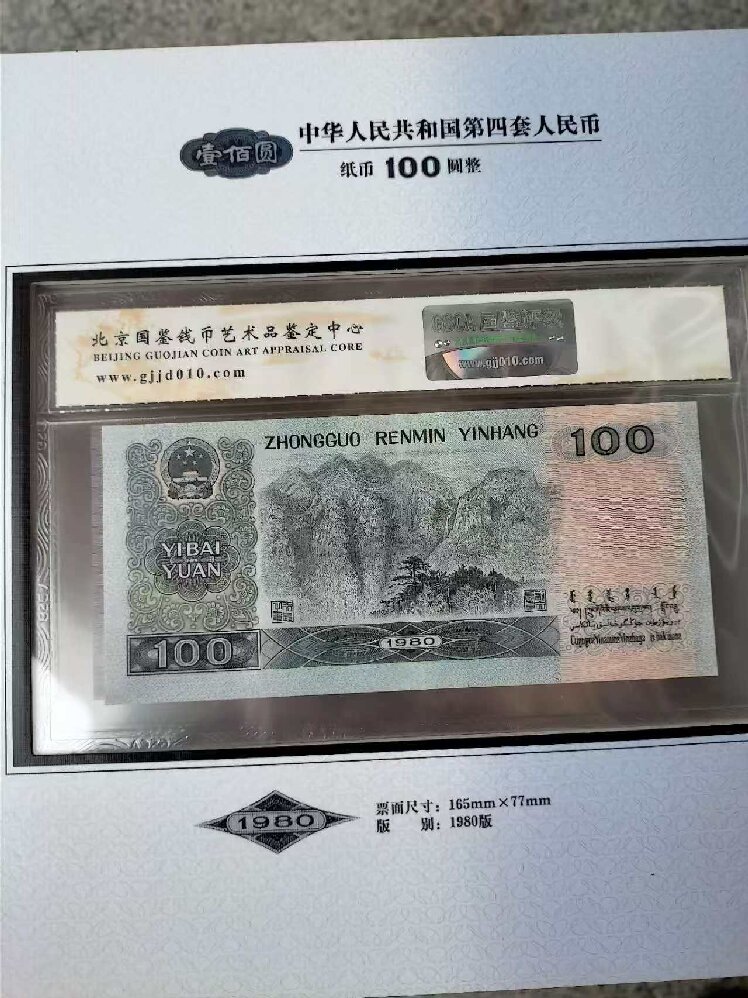 壹佰圆
中华人民共和国第四套人民币
纸币 100 圆整
北京国鉴钱币艺术品鉴定中心
BEIJING GUOJIAN COIN ART APPRAISAL CORE
www.gjjd010.com
www.gjj010.com
ZHONGGUO RENMIN YINHANG
100
YIBAI
YUAN
100
1980
1980
票面尺寸：165mm×77mm
版 别：1980版